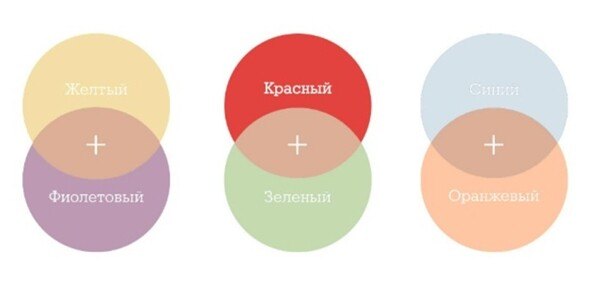 Желтый
+
Фиолетовый
Красный
+
Зеленый
Синий
+
Оранжевый